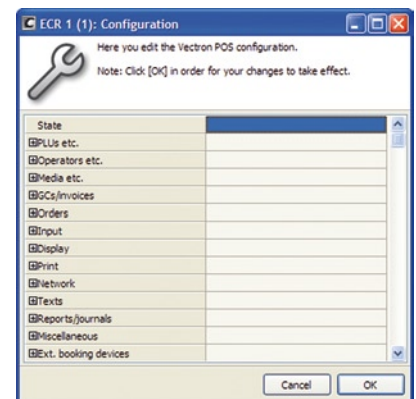 ECR 1 (1): Configuration
Here you edit the Vectron POS configuration.
Note: Click [OK] in order for your changes to take effect.
State
PLUs etc.
Operators etc.
Media etc.
GCs/invoices
Orders
Input
Display
Print
Network
Texts
Reports/journals
Miscellaneous
Ext. booking devices
Cancel OK